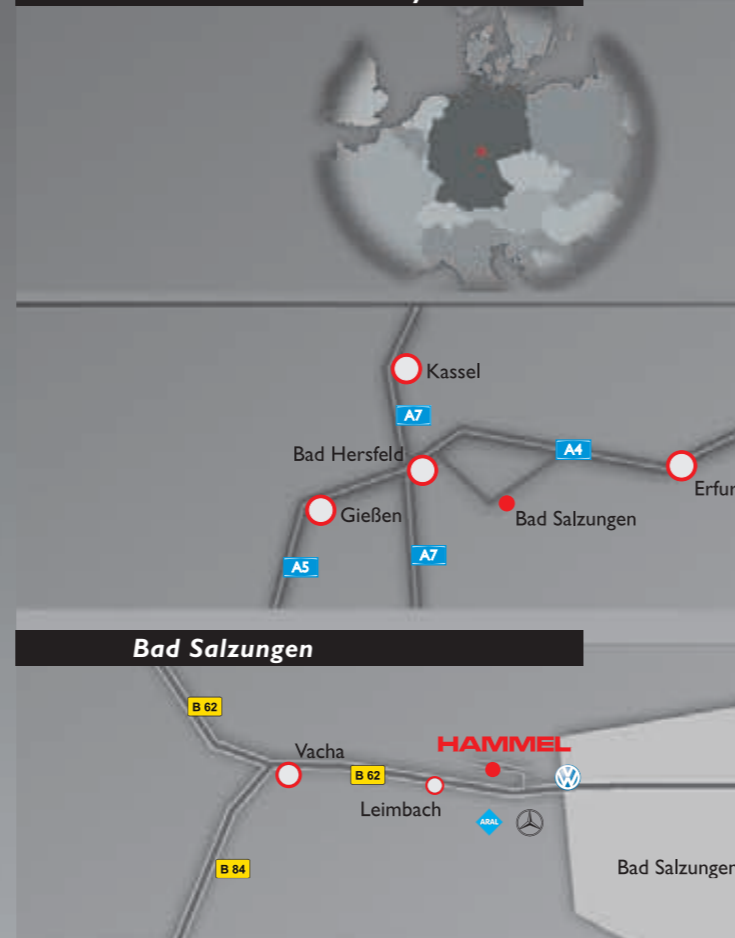 Kassel
A7
Bad Hersfeld
A4
Gießen
Bad Salzungen
A5
A7
Bad Salzungen
B 62
HAMMEL
Vacha
B 62
Leimbach
ARAL
B 84
Bad Salzungen